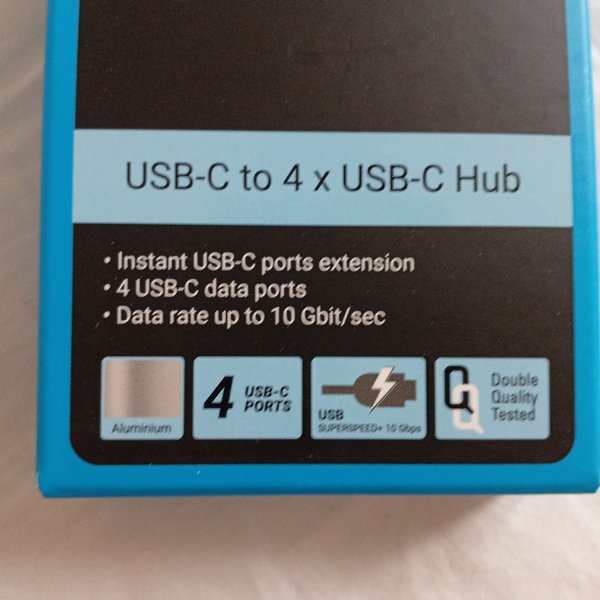 USB-C to 4 x USB-C Hub
• Instant USB-C ports extension
• 4 USB-C data ports
• Data rate up to 10 Gbit/sec
Aluminium
4 USB-C
PORTS
USB
SUPERSPEED+ 10 Gbps
QQ
Double
Quality
Tested